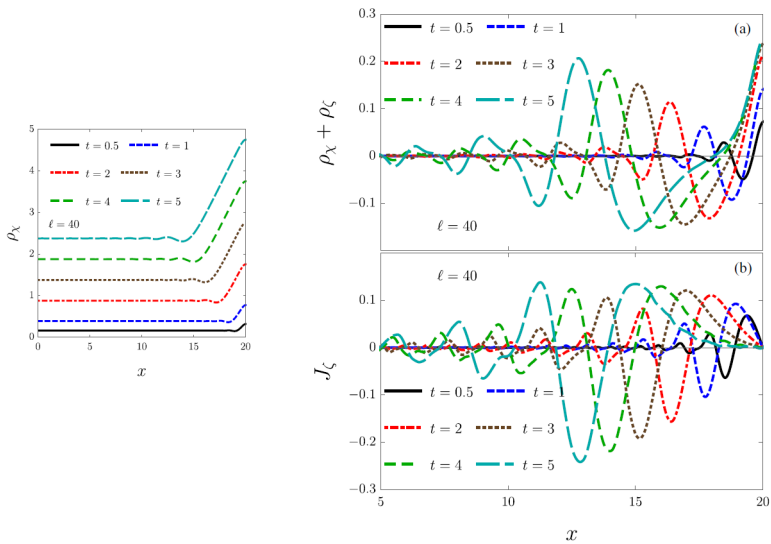 5
4
3
2
1
0
ρχ
t = 0.5
t = 1
t = 2
t = 3
t = 4
t = 5
ℓ = 40
0
5
10
15
20
x
0.3
0.2
0.1
0
−0.1
ρχ + ρζ
(a)
t = 0.5
t = 1
t = 2
t = 3
t = 4
t = 5
ℓ = 40
0.1
0
−0.1
−0.2
−0.3
Jζ
(b)
ℓ = 40
t = 0.5
t = 1
t = 2
t = 3
t = 4
t = 5
5
10
15
20
x